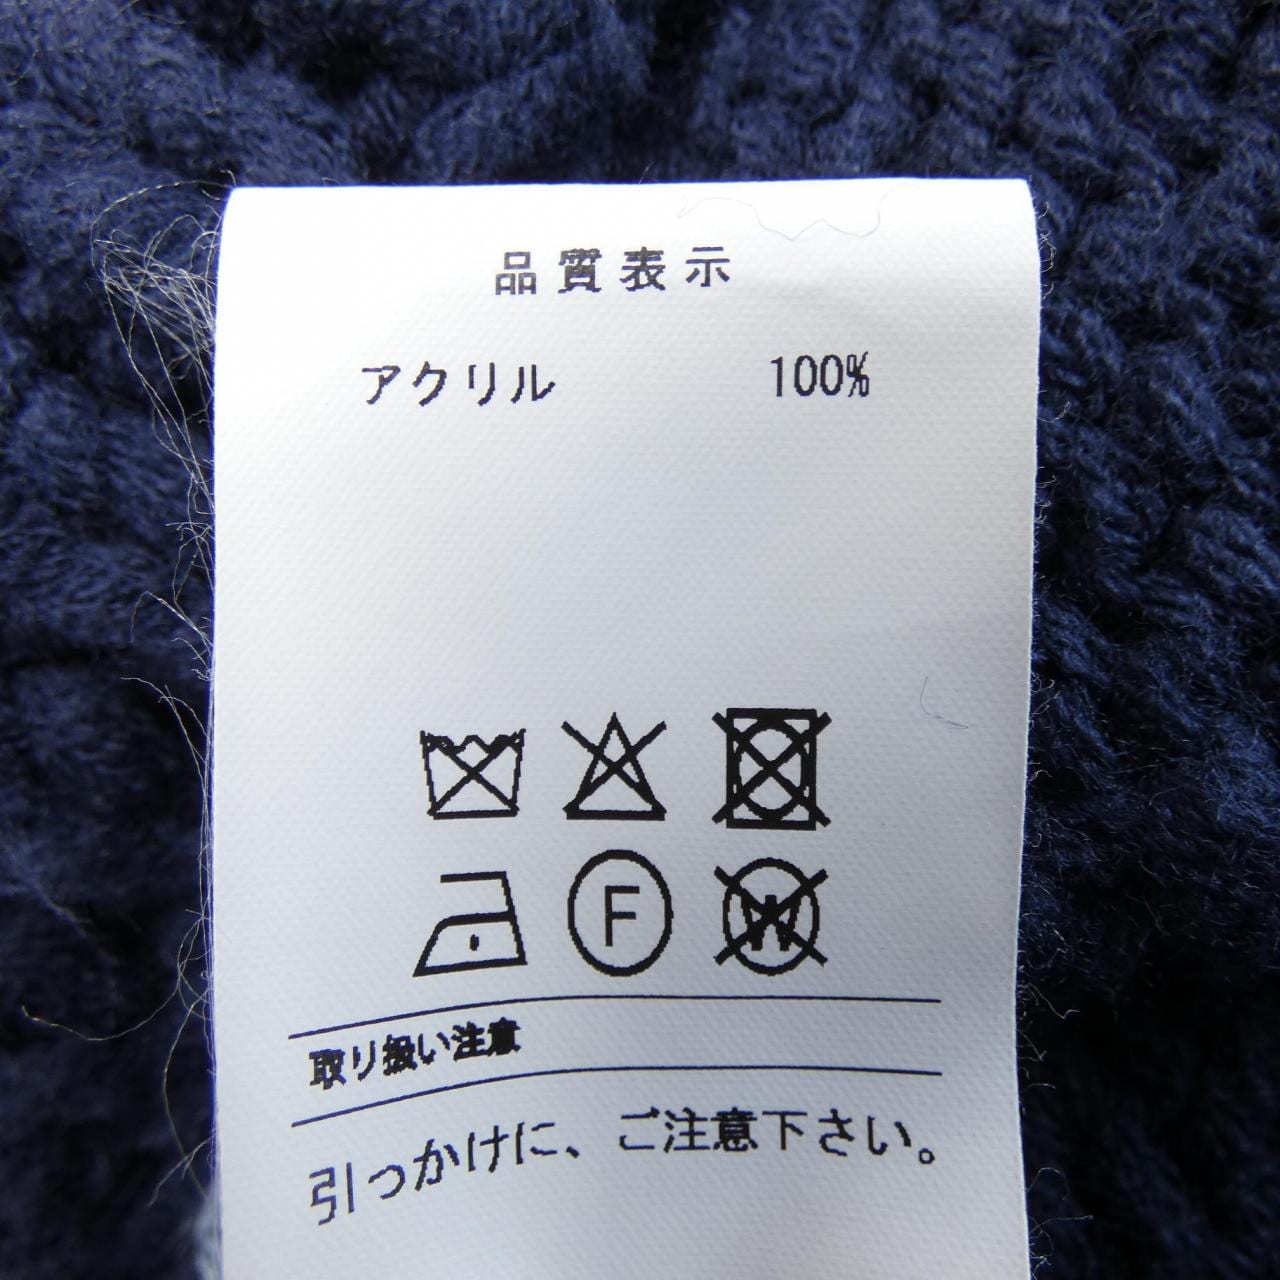 品質表示
アクリル 100%
F W
取り扱い注意
引っかけに、ご注意下さい。